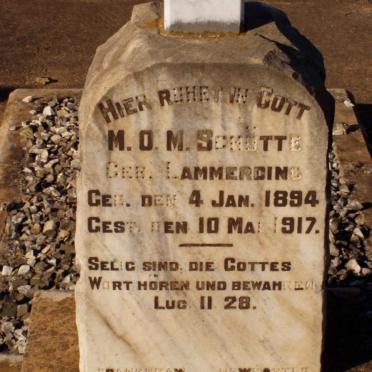 HIER RUHET IN GOTT
M. O. M. SCHÜTTE
GEB. LAMMERDING
GEB. DEN 4 JAN. 1894
GEST. DEN 10 MAI 1917.
SELIG SIND, DIE GOTTES
WORT HÖREN UND BEWAHREN
LUC. 11 28.